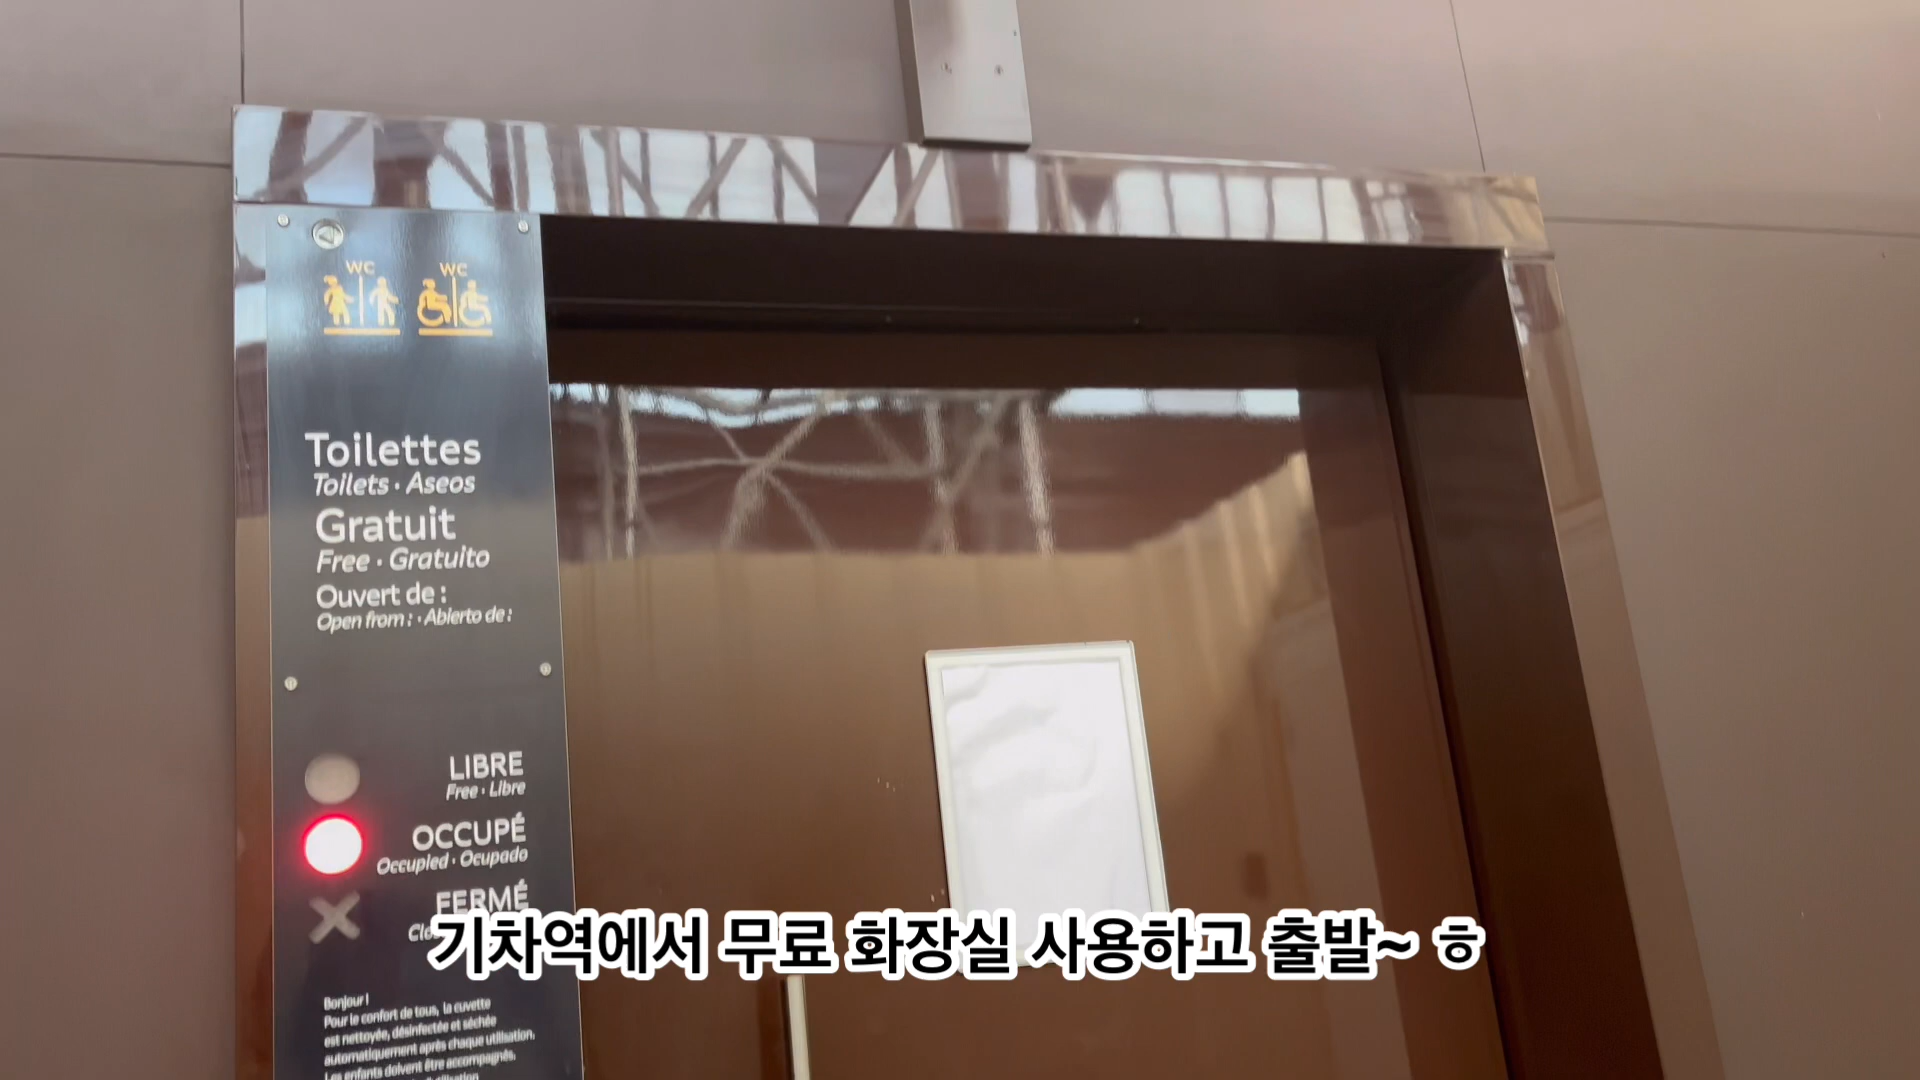 WC WC
Toilettes
Toilets · Aseos
Gratuit
Free · Gratuito
Ouvert de :
Open from : · Abierto de :
LIBRE
Free · Libre
OCCUPÉ
Occupied · Ocupado
FERMÉ
기차역에서 무료 화장실 사용하고 출발~ ㅎ
Bonjour !
Pour le confort de tous, la cuvette
est nettoyée, désinfectée et séchée
automatiquement après chaque utilisation.
Les enfants doivent être accompagnés.